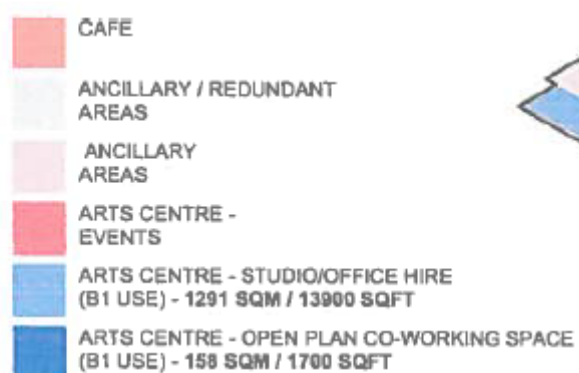 CAFE
ANCILLARY / REDUNDANT
AREAS
ANCILLARY
AREAS
ARTS CENTRE -
EVENTS
ARTS CENTRE - STUDIO/OFFICE HIRE
(B1 USE) - 1291 SQM / 13900 SQFT
ARTS CENTRE - OPEN PLAN CO-WORKING SPACE
(B1 USE) - 158 SQM / 1700 SQFT